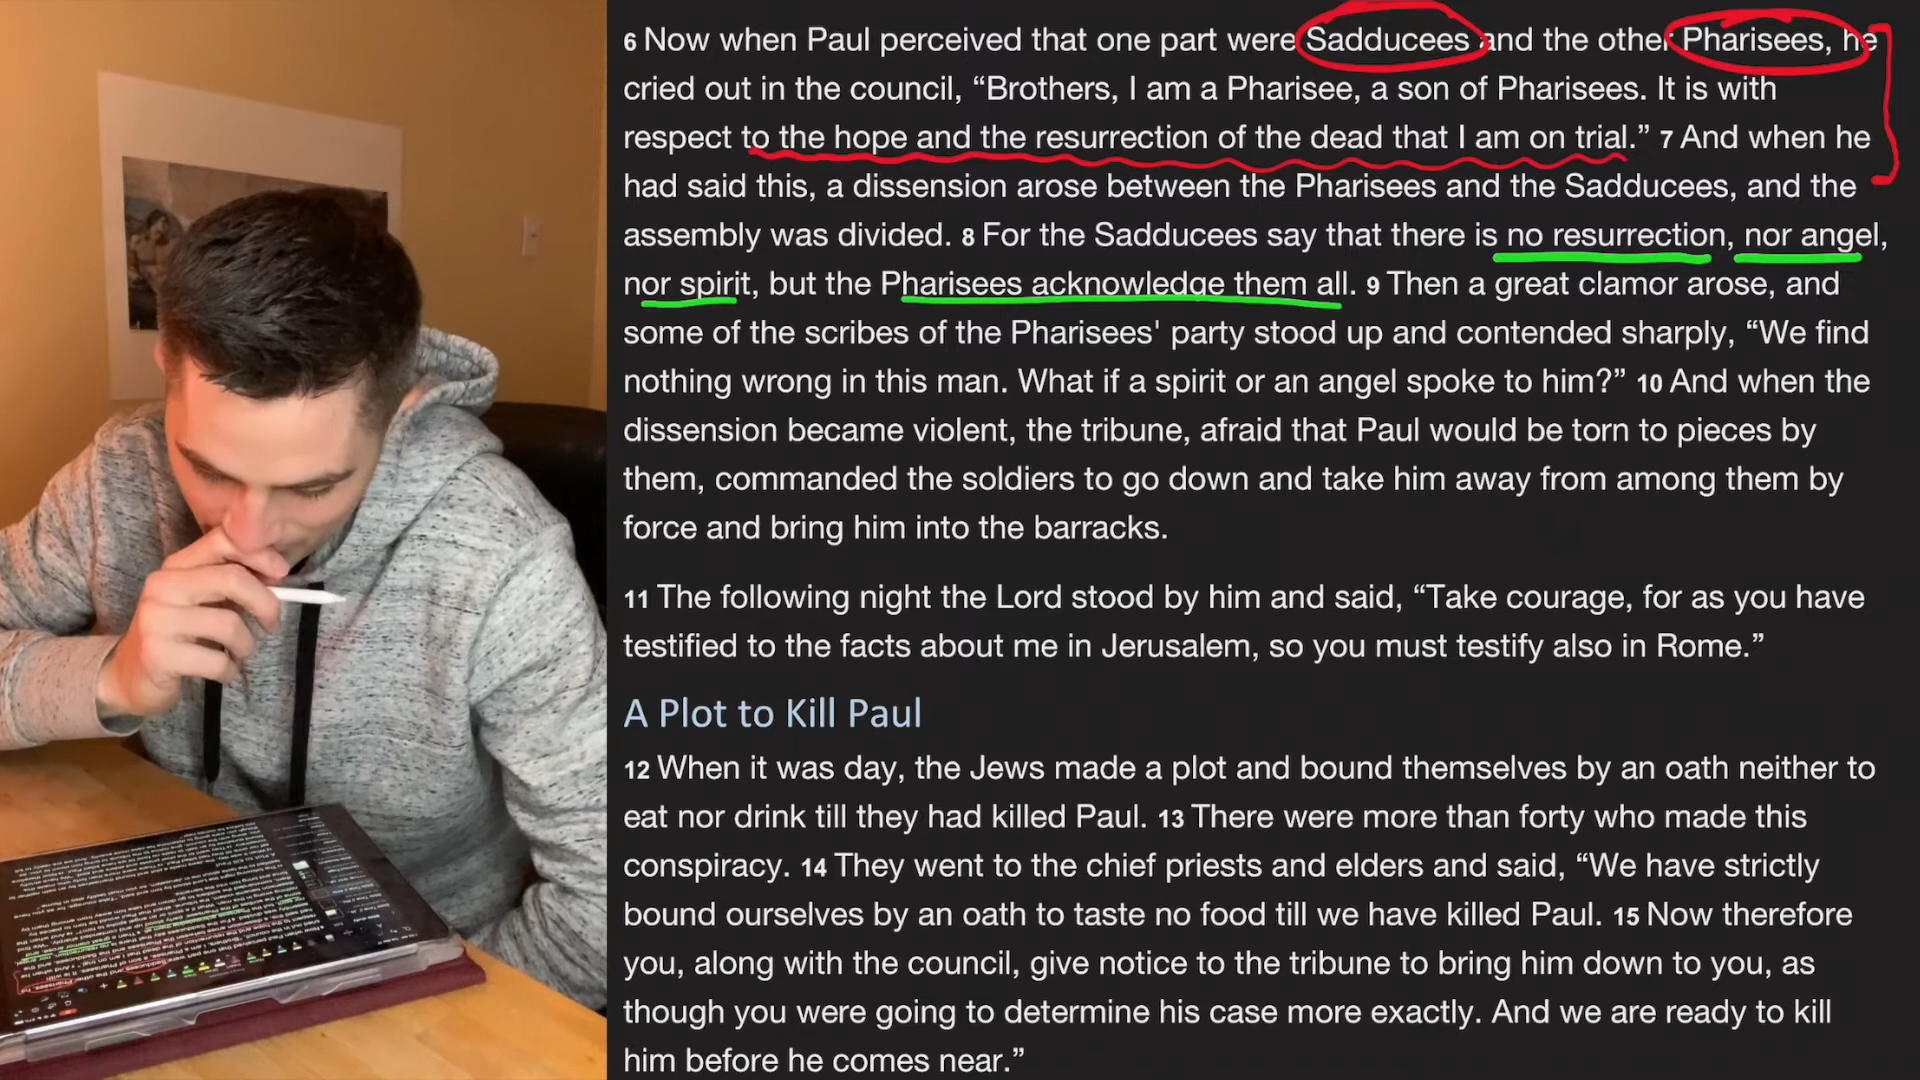 6 Now when Paul perceived that one part were Sadducees and the other Pharisees, he
cried out in the council, “Brothers, I am a Pharisee, a son of Pharisees. It is with
respect to the hope and the resurrection of the dead that I am on trial.” 7 And when he
had said this, a dissension arose between the Pharisees and the Sadducees, and the
assembly was divided. 8 For the Sadducees say that there is no resurrection, nor angel,
nor spirit, but the Pharisees acknowledge them all. 9 Then a great clamor arose, and
some of the scribes of the Pharisees' party stood up and contended sharply, “We find
nothing wrong in this man. What if a spirit or an angel spoke to him?” 10 And when the
dissension became violent, the tribune, afraid that Paul would be torn to pieces by
them, commanded the soldiers to go down and take him away from among them by
force and bring him into the barracks.
11 The following night the Lord stood by him and said, “Take courage, for as you have
testified to the facts about me in Jerusalem, so you must testify also in Rome.”
A Plot to Kill Paul
12 When it was day, the Jews made a plot and bound themselves by an oath neither to
eat nor drink till they had killed Paul. 13 There were more than forty who made this
conspiracy. 14 They went to the chief priests and elders and said, “We have strictly
bound ourselves by an oath to taste no food till we have killed Paul. 15 Now therefore
you, along with the council, give notice to the tribune to bring him down to you, as
though you were going to determine his case more exactly. And we are ready to kill
him before he comes near.”